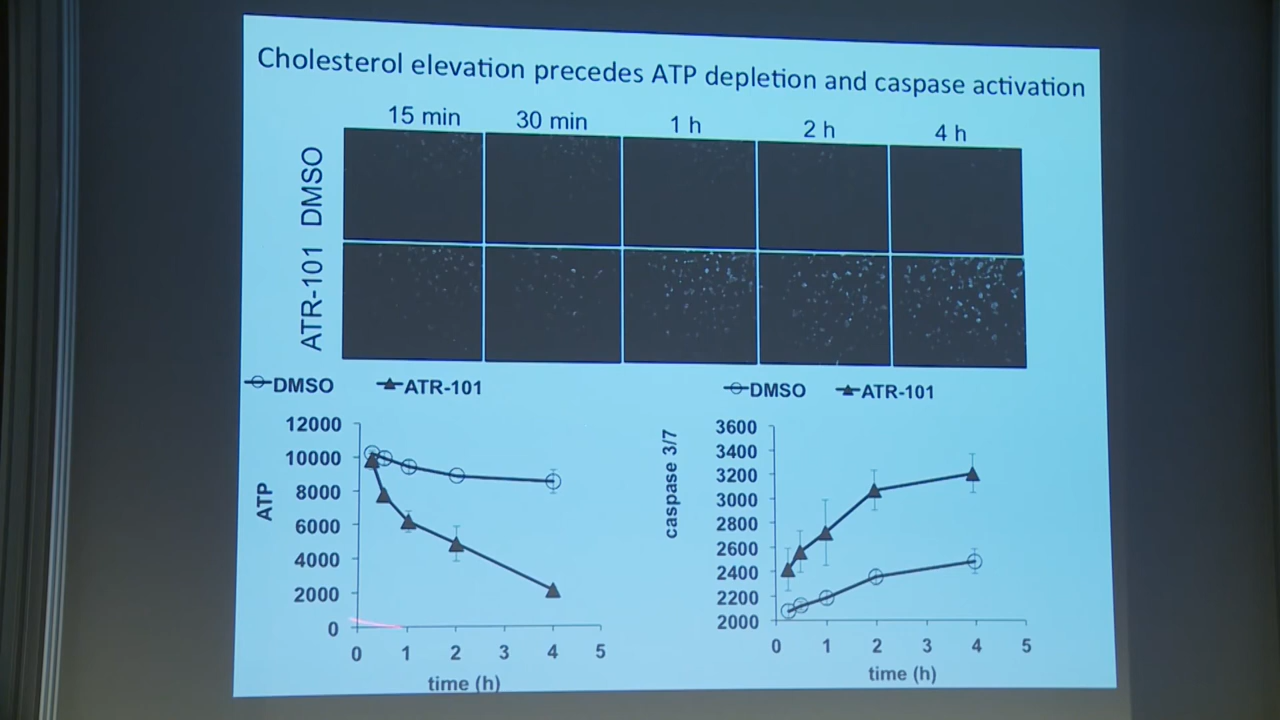 Cholesterol elevation precedes ATP depletion and caspase activation
15 min 30 min 1 h 2 h 4 h
DMSO
ATR-101
DMSO ATR-101
12000
10000
8000
6000
4000
2000
0
ATP
0 1 2 3 4 5
time (h)
DMSO ATR-101
3600
3400
3200
3000
2800
2600
2400
2200
2000
caspase 3/7
0 1 2 3 4 5
time (h)